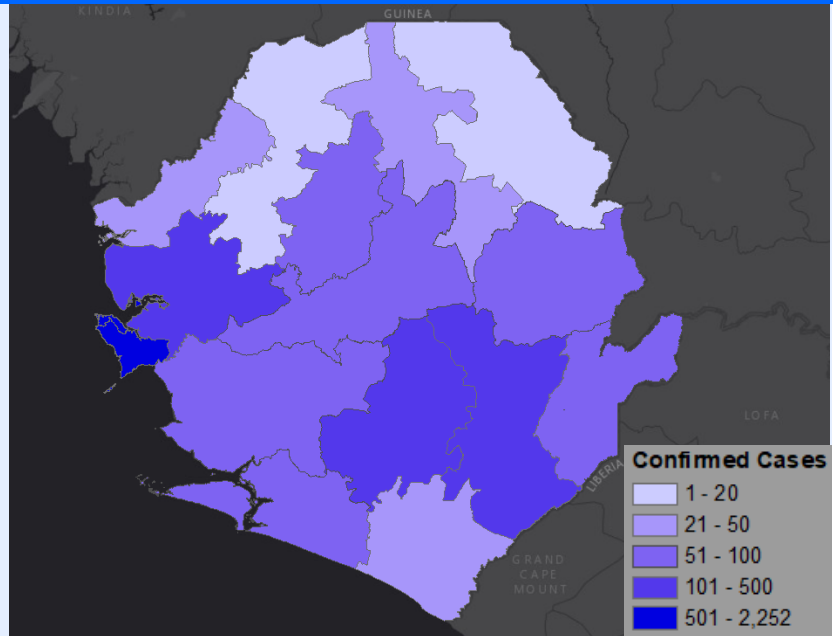 KINDIA
GUINEA
LOFA
LIBERIA
GRAND
CAPE
MOUNT
Confirmed Cases
1 - 20
21 - 50
51 - 100
101 - 500
501 - 2,252